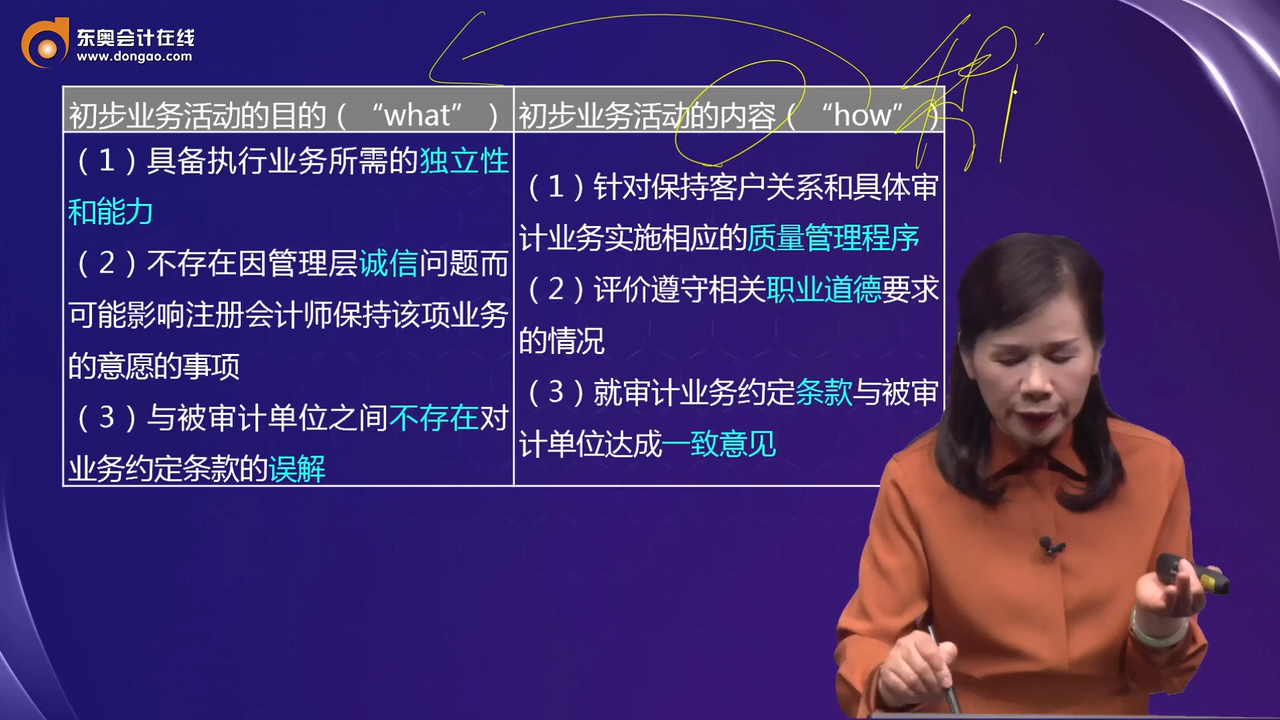 东奥会计在线
www.dongao.com
初步业务活动的目的（“what”）
初步业务活动的内容（“how”）
（1）具备执行业务所需的独立性
和能力
（2）不存在因管理层诚信问题而
可能影响注册会计师保持该项业务
的意愿的事项
（3）与被审计单位之间不存在对
业务约定条款的误解
（1）针对保持客户关系和具体审
计业务实施相应的质量管理程序
（2）评价遵守相关职业道德要求
的情况
（3）就审计业务约定条款与被审
计单位达成一致意见